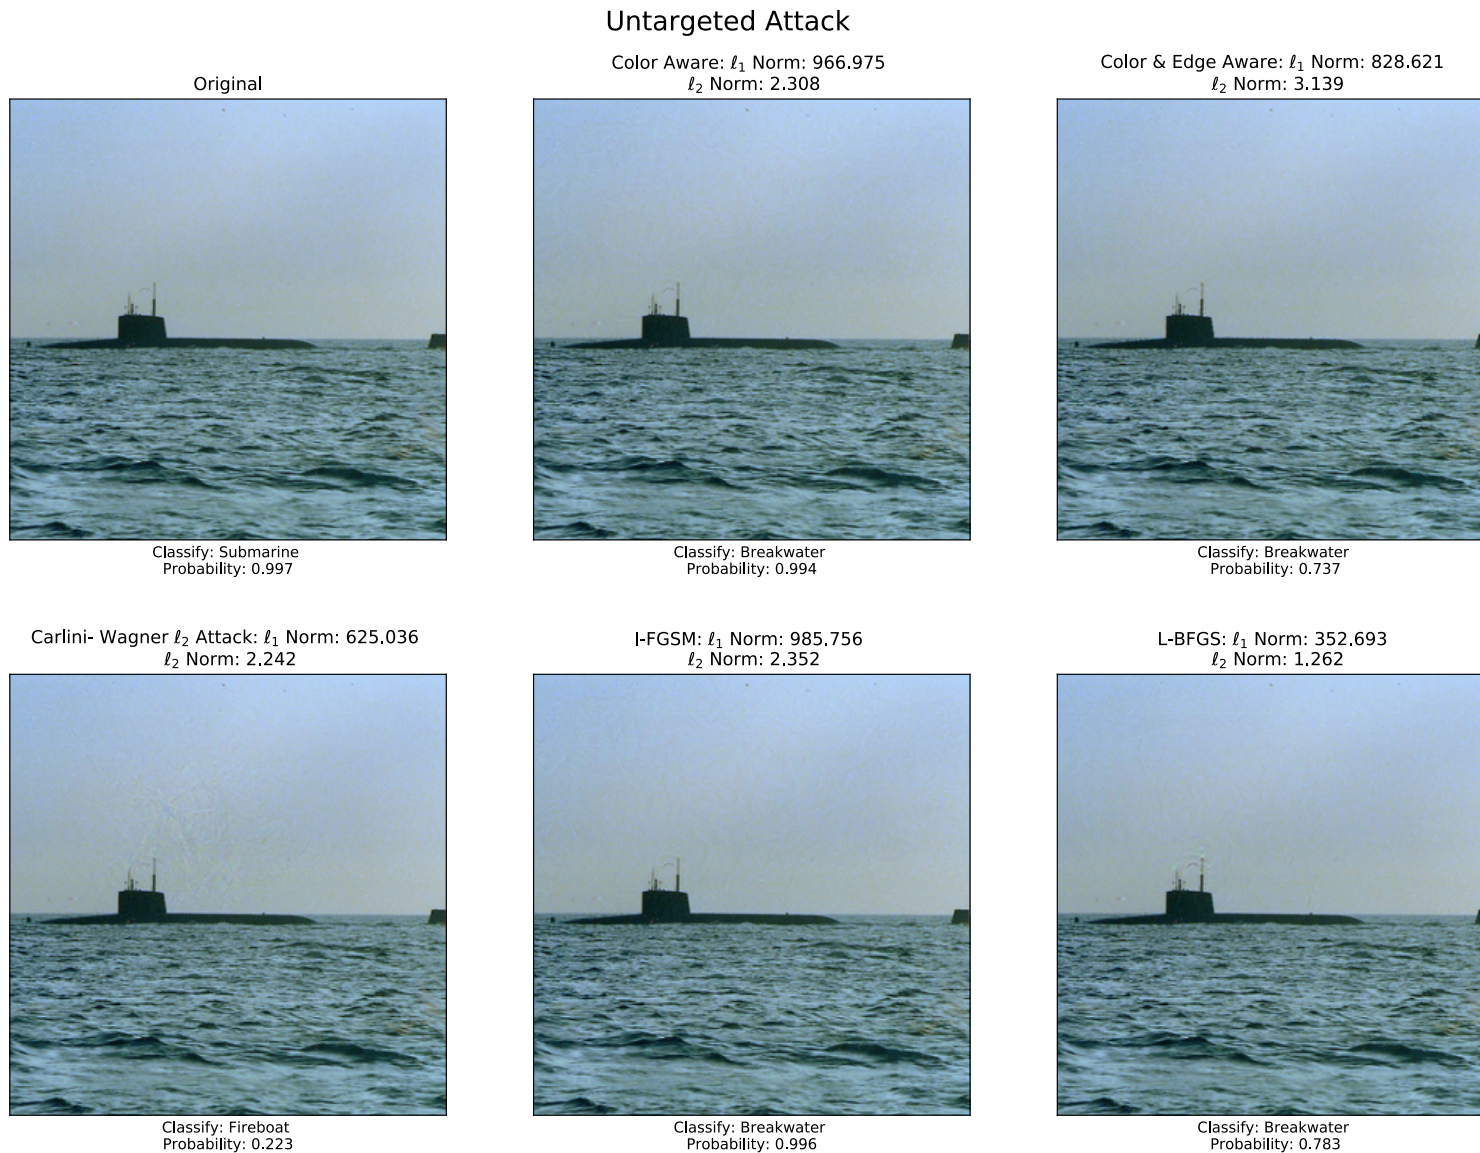 Untargeted Attack
Original
Color Aware: ℓ₁ Norm: 966.975
ℓ₂ Norm: 2.308
Color & Edge Aware: ℓ₁ Norm: 828.621
ℓ₂ Norm: 3.139
Classify: Submarine
Probability: 0.997
Classify: Breakwater
Probability: 0.994
Classify: Breakwater
Probability: 0.737
Carlini- Wagner ℓ₂ Attack: ℓ₁ Norm: 625.036
ℓ₂ Norm: 2.242
I-FGSM: ℓ₁ Norm: 985.756
ℓ₂ Norm: 2.352
L-BFGS: ℓ₁ Norm: 352.693
ℓ₂ Norm: 1.262
Classify: Fireboat
Probability: 0.223
Classify: Breakwater
Probability: 0.996
Classify: Breakwater
Probability: 0.783